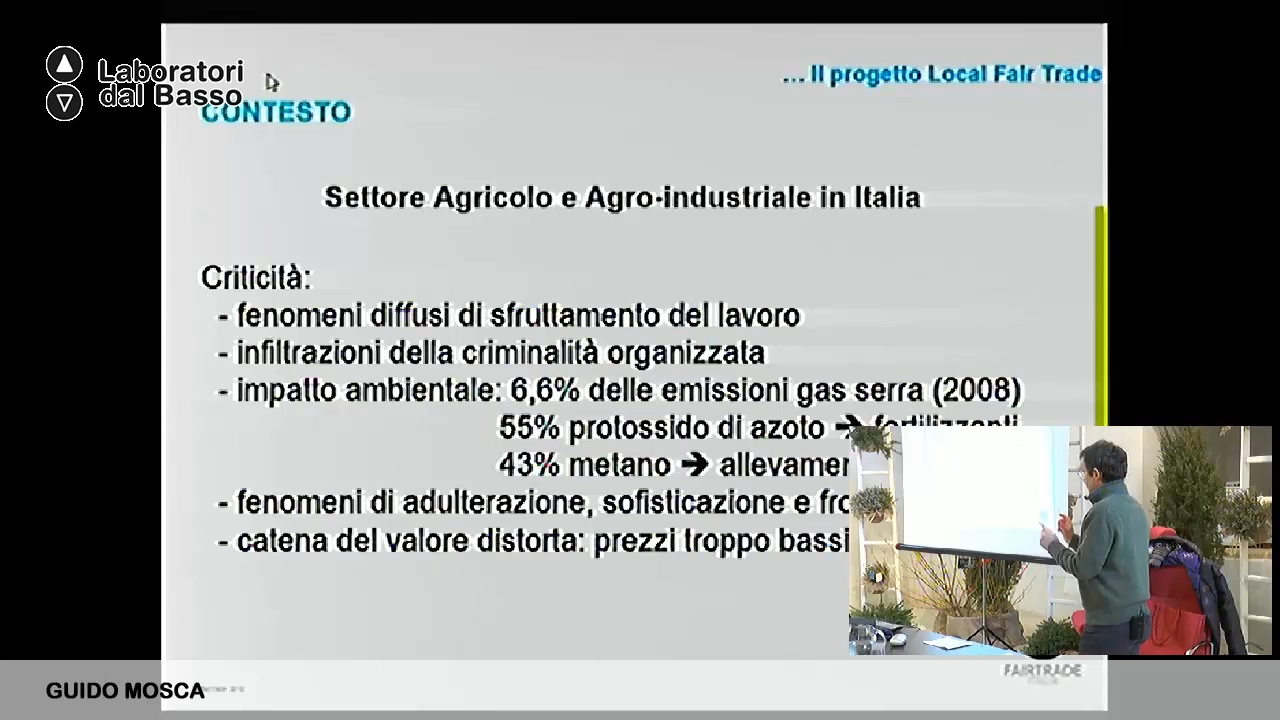 Laboratori
dal Basso
... Il progetto Local Fair Trade
CONTESTO
Settore Agricolo e Agro-industriale in Italia
Criticità:
- fenomeni diffusi di sfruttamento del lavoro
- infiltrazioni della criminalità organizzata
- impatto ambientale: 6,6% delle emissioni gas serra (2008)
55% protossido di azoto ➔ fertilizzanti
43% metano ➔ allevamen
- fenomeni di adulterazione, sofisticazione e fro
- catena del valore distorta: prezzi troppo bassi
FAIRTRADE
GUIDO MOSCA